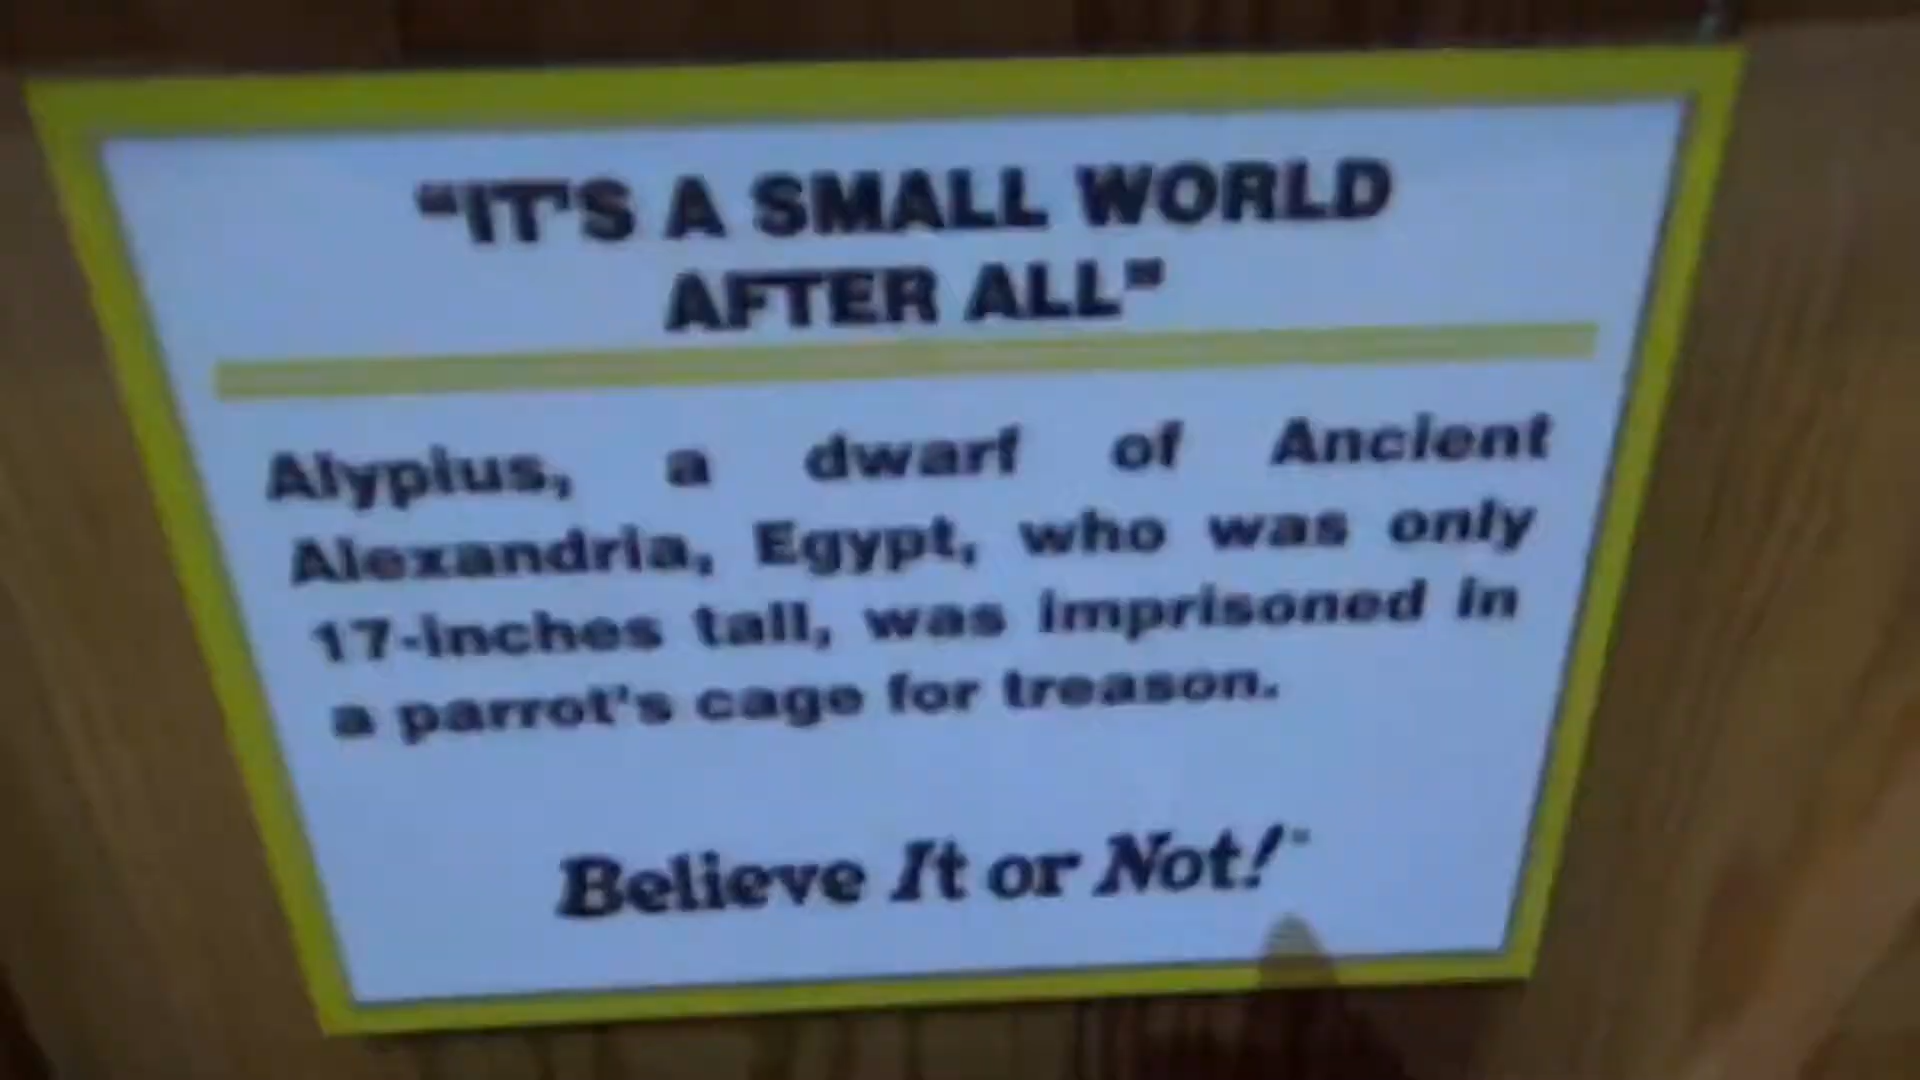 "IT'S A SMALL WORLD
AFTER ALL"
Alypius, a dwarf of Ancient
Alexandria, Egypt, who was only
17-inches tall, was imprisoned in
a parrot's cage for treason.
Believe It or Not!™